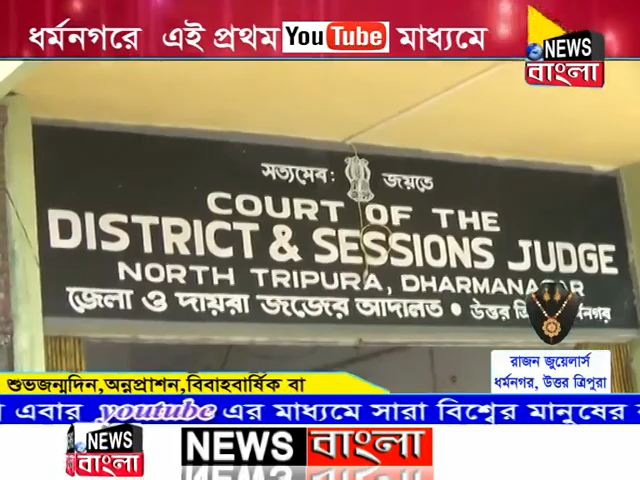 ধর্মনগরে এই প্রথম YouTube মাধ্যমে
NEWS
বাংলা
সত্যমেব: জয়তে
COURT OF THE
DISTRICT & SESSIONS JUDGE
NORTH TRIPURA, DHARMANAGAR
জেলা ও দায়রা জজের আদালত • উত্তর
রাজন জুয়েলার্স
ধর্মনগর, উত্তর ত্রিপুরা
শুভজন্মদিন,অন্নপ্রাশন,বিবাহবার্ষিক বা
এবার youtube এর মাধ্যমে সারা বিশ্বের মানুষের
NEWS
বাংলা
NEWS বাংলা